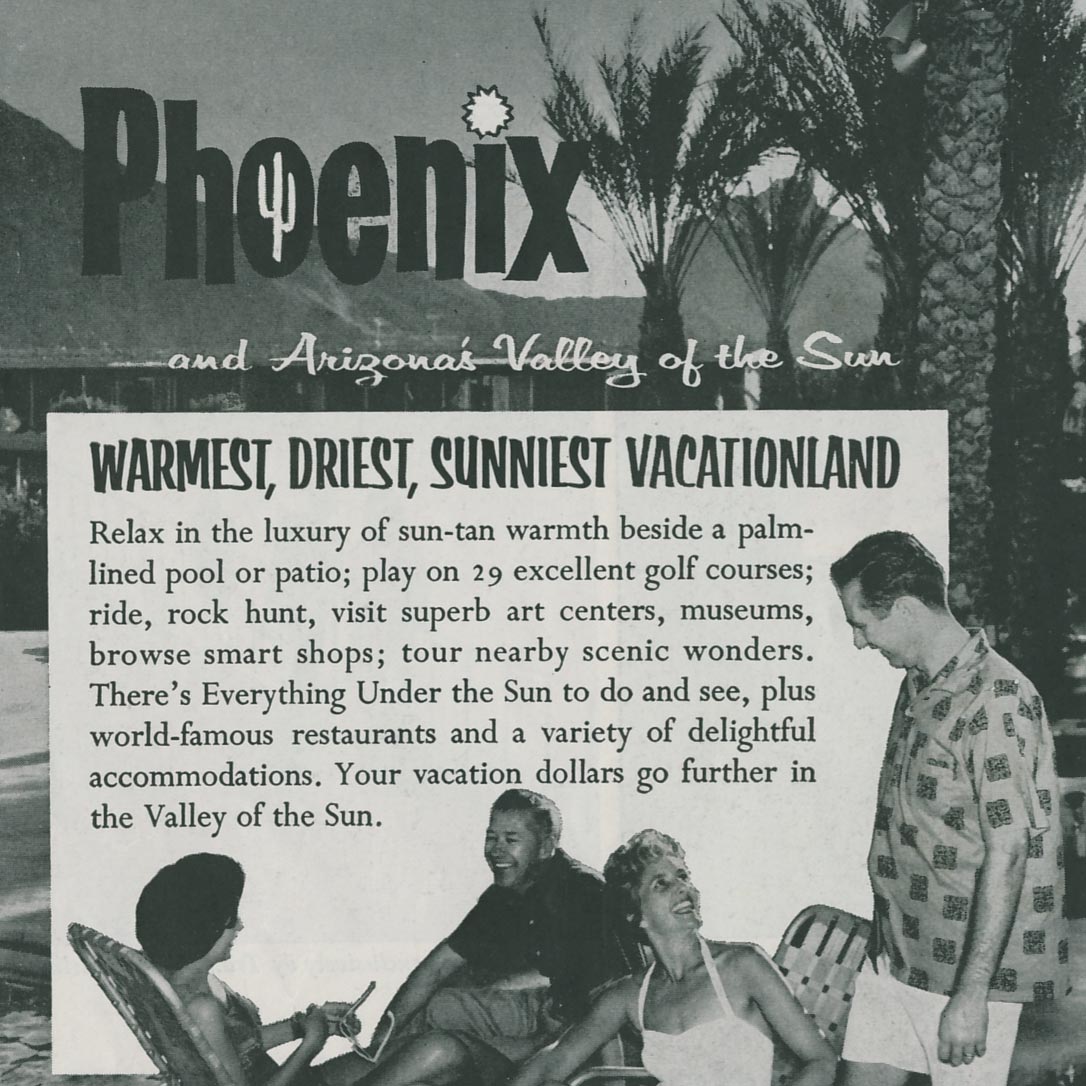 Phoenix
and Arizona's Valley of the Sun
WARMEST, DRIEST, SUNNIEST VACATIONLAND
Relax in the luxury of sun-tan warmth beside a palm-
lined pool or patio; play on 29 excellent golf courses;
ride, rock hunt, visit superb art centers, museums,
browse smart shops; tour nearby scenic wonders.
There's Everything Under the Sun to do and see, plus
world-famous restaurants and a variety of delightful
accommodations. Your vacation dollars go further in
the Valley of the Sun.